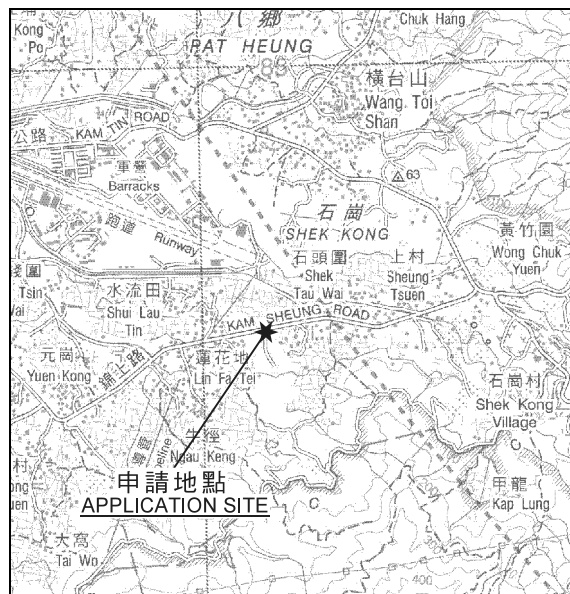 八鄉
PAT HEUNG
Chuk Hang
Kong
Po
89
橫台山
Wang Toi
Shan
公路
KAM TIN ROAD
軍營
Barracks
63
石崗
SHEK KONG
跑道
Runway
黃竹園
Wong Chuk
Yuen
石頭圍
Shek
Tau Wai
上村
Sheung
Tsuen
圍
Tsin
Wai
水流田
Shui Lau
Tin
KAM SHEUNG ROAD
元崗
Yuen Kong
錦上路
蓮花地
Lin Fa Tei
石崗村
Shek Kong
Village
牛徑
Ngau Keng
申請地點
APPLICATION SITE
甲龍
Kap Lung
大窩
Tai Wo
400